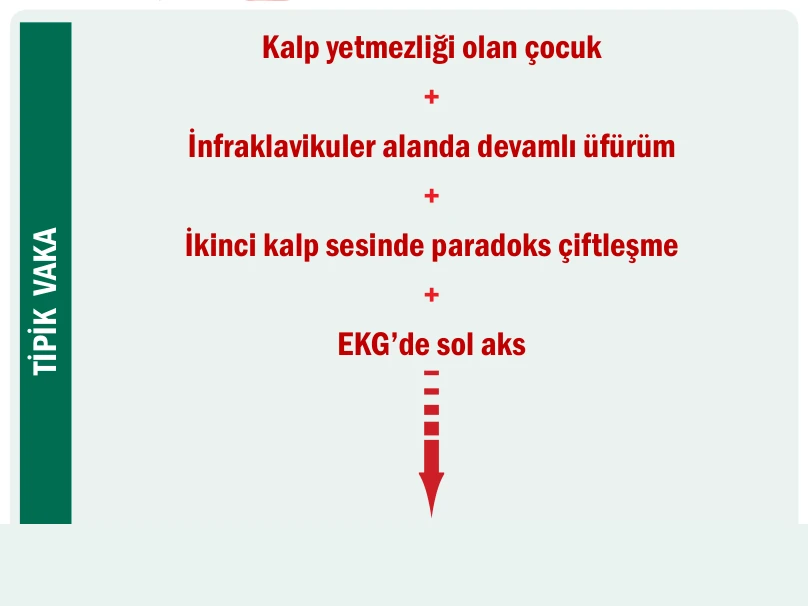 TİPİK VAKA
Kalp yetmezliği olan çocuk
+
İnfraklavikuler alanda devamlı üfürüm
+
İkinci kalp sesinde paradoks çiftleşme
+
EKG’de sol aks